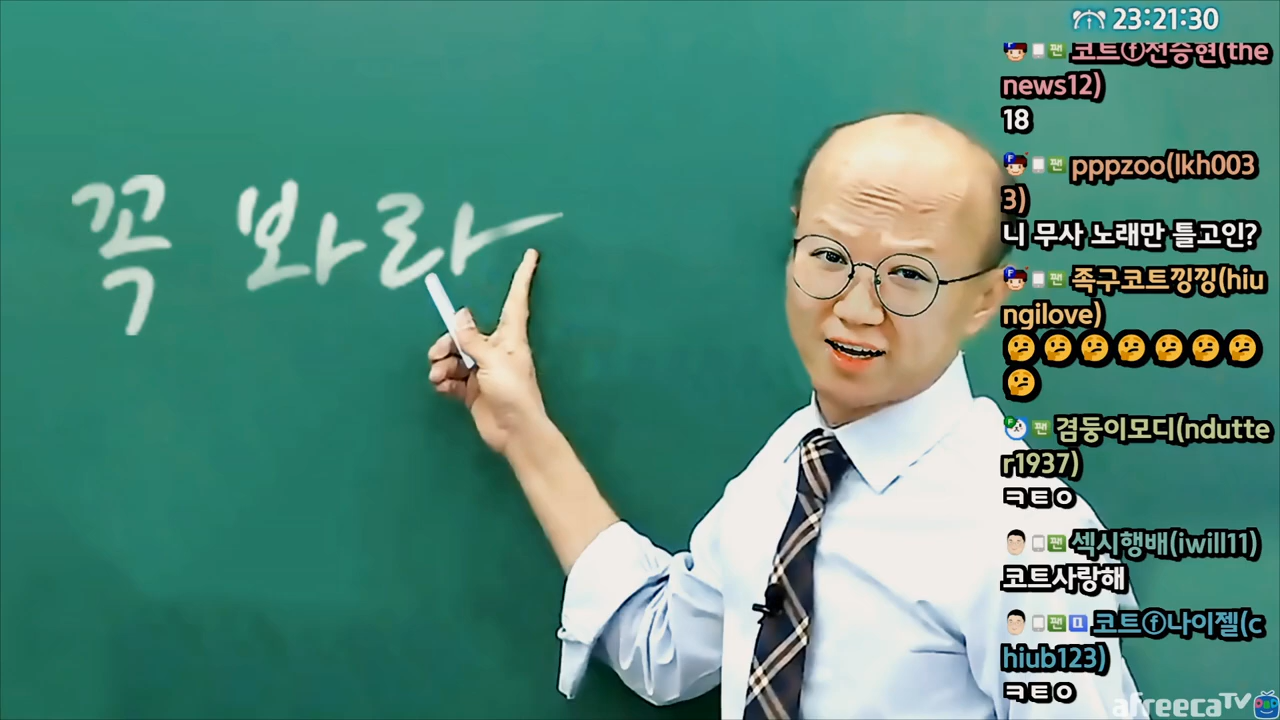 23:21:30
꼭 봐라
코트ⓕ전승현(the
news12)
18
pppzoo(lkh003
3)
니 무사 노래만 틀고인?
족구코트낑낑(hiu
ngilove)
겸둥이모디(ndutte
r1937)
ㅋㅌㅇ
섹시행배(iwill11)
코트사랑해
코트ⓕ나이젤(c
hiub123)
ㅋㅌㅇ
afreecaTV